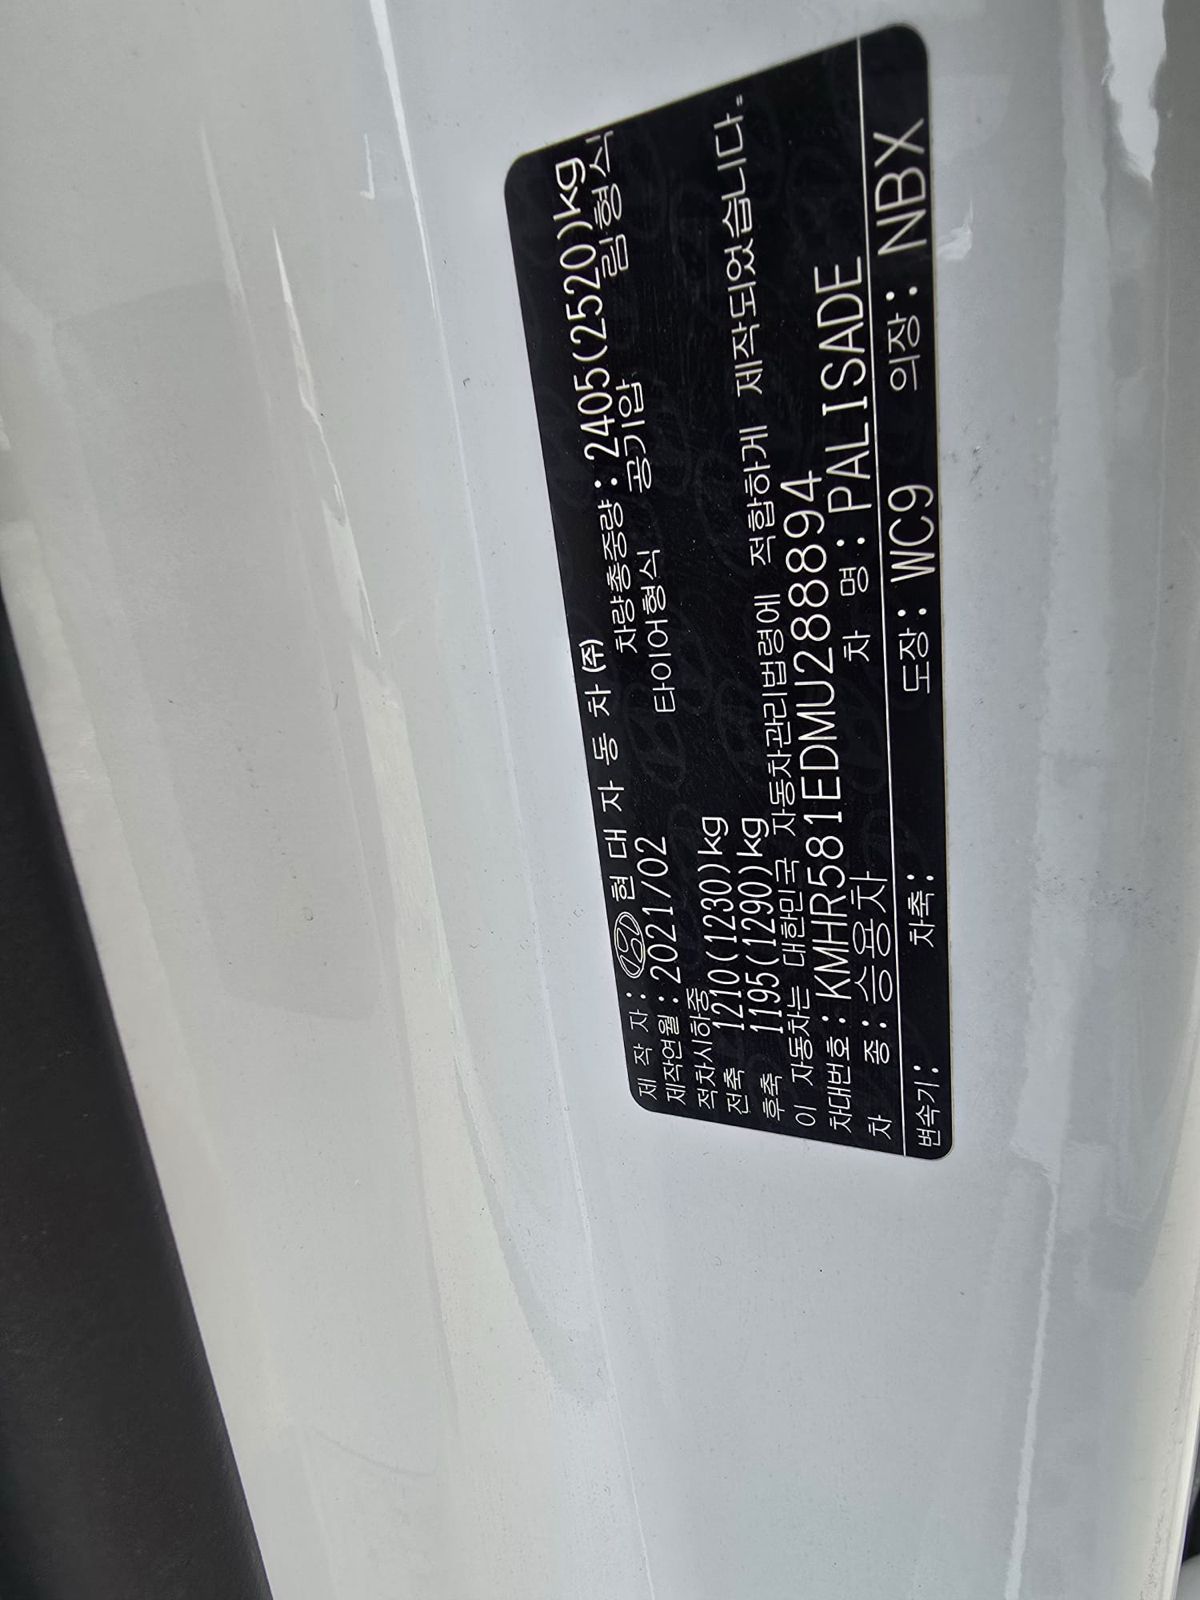 제 작 자 : 현 대 자 동 차 (주)
제작연월 : 2021/02 차량총중량 : 2405(2520)kg
적차시하중 타이어형식 공기압 림형식
전축 1210(1230)kg
후축 1195(1290)kg
이 자동차는 대한민국 자동차관리법령에 적합하게 제작되었습니다.
차대번호 : KMHR581EDMU288894
차 종 : 승용차 차 명 : PALISADE
변속기 : 차축 : 도장 : WC9 의장 : NBX